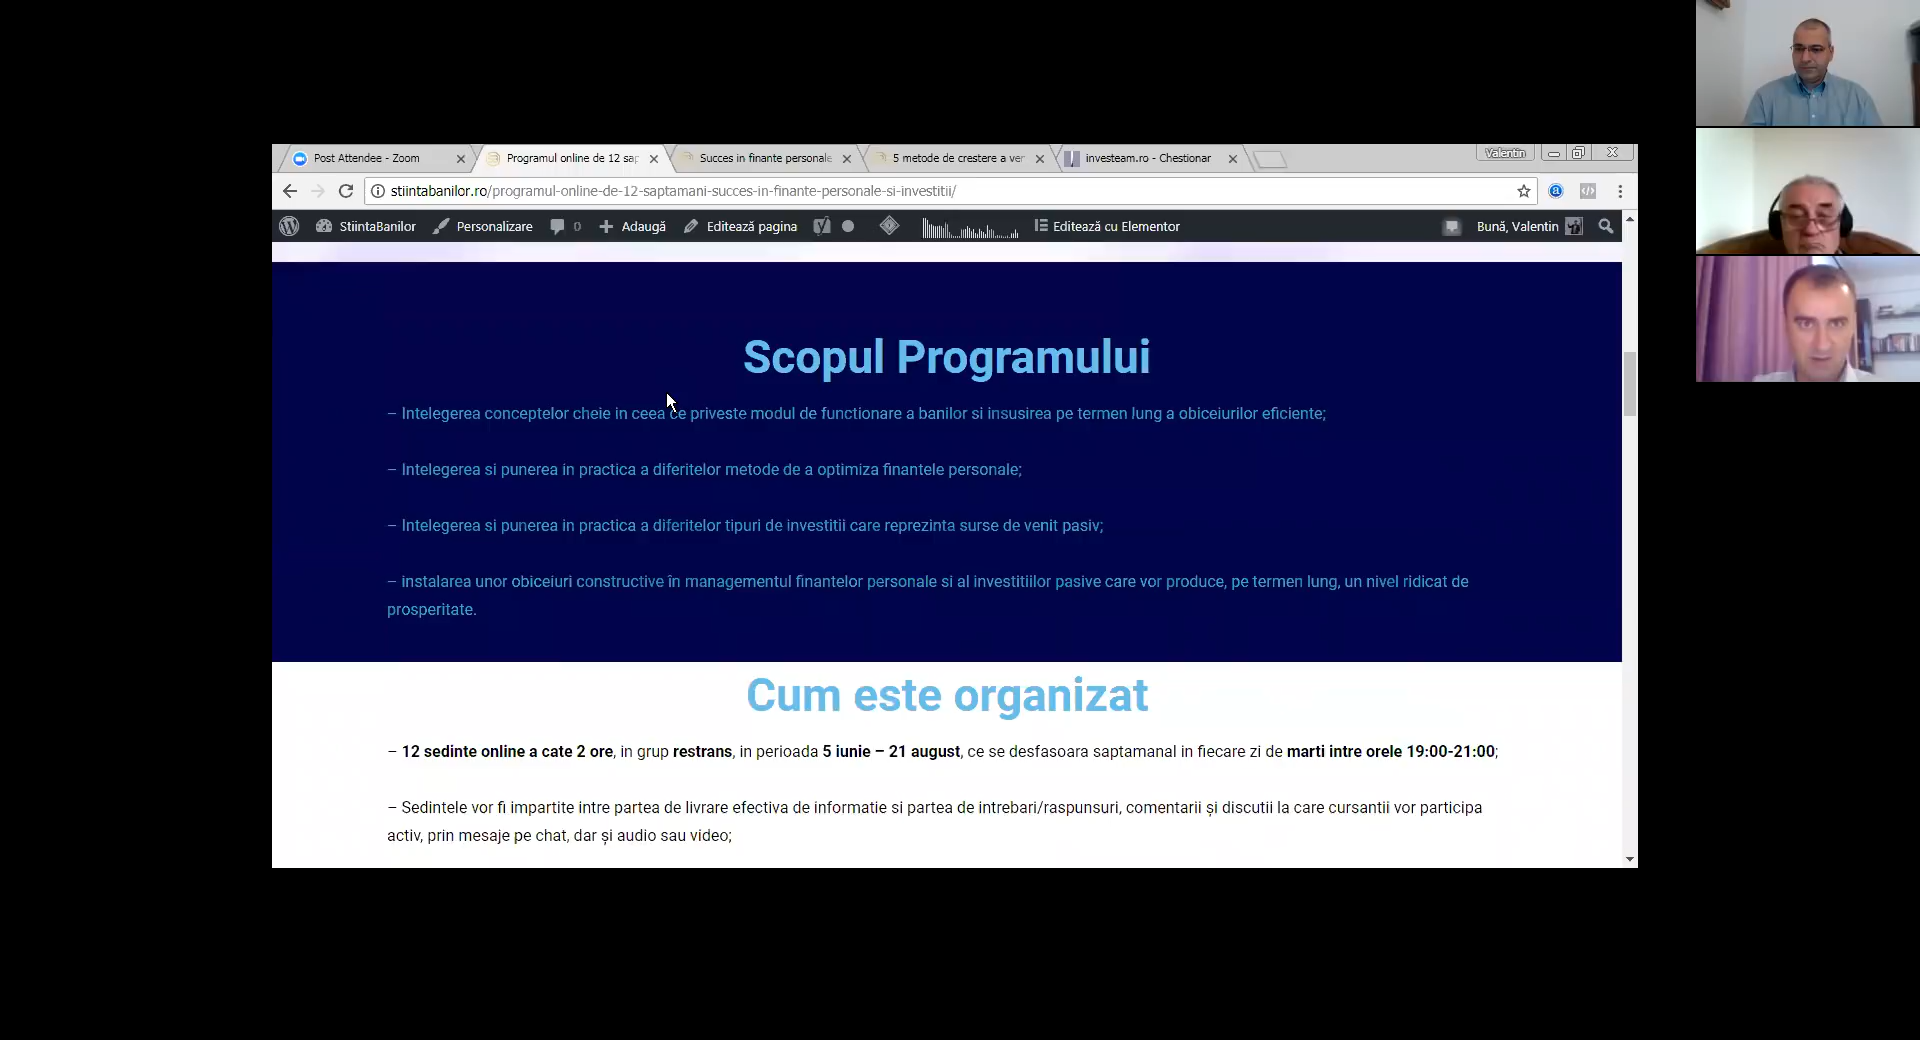 Post Attendee - Zoom
Programul online de 12 sap
Succes in finante personale
5 metode de crestere a ver
investeam.ro - Chestionar
Valentin
stiintabanilor.ro/programul-online-de-12-saptamani-succes-in-finante-personale-si-investitii/
StiintaBanilor
Personalizare
0
Adaugă
Editează pagina
Editează cu Elementor
Bună, Valentin
Scopul Programului
– Intelegerea conceptelor cheie in ceea ce priveste modul de functionare a banilor si insusirea pe termen lung a obiceiurilor eficiente;
– Intelegerea si punerea in practica a diferitelor metode de a optimiza finantele personale;
– Intelegerea si punerea in practica a diferitelor tipuri de investitii care reprezinta surse de venit pasiv;
– instalarea unor obiceiuri constructive în managementul finantelor personale si al investitiilor pasive care vor produce, pe termen lung, un nivel ridicat de
prosperitate.
Cum este organizat
– 12 sedinte online a cate 2 ore, in grup restrans, in perioada 5 iunie – 21 august, ce se desfasoara saptamanal in fiecare zi de marti intre orele 19:00-21:00;
– Sedintele vor fi impartite intre partea de livrare efectiva de informatie si partea de intrebari/raspunsuri, comentarii și discutii la care cursantii vor participa
activ, prin mesaje pe chat, dar și audio sau video;